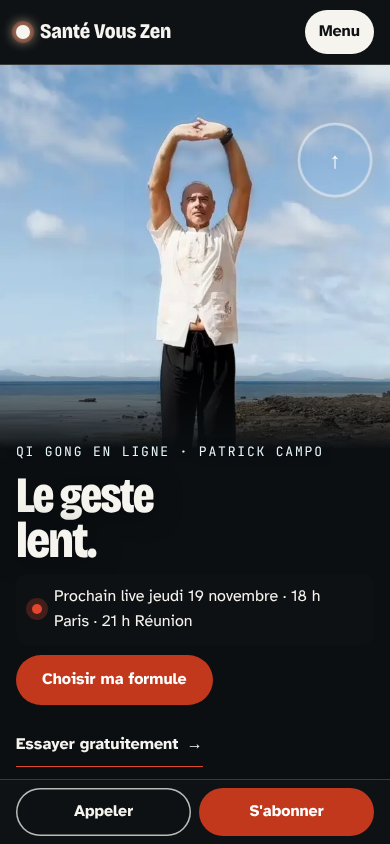 Santé Vous Zen
Menu
↑
QI GONG EN LIGNE · PATRICK CAMPO
Le geste
lent.
Prochain live jeudi 19 novembre · 18 h
Paris · 21 h Réunion
Choisir ma formule
Essayer gratuitement →
Appeler
S'abonner